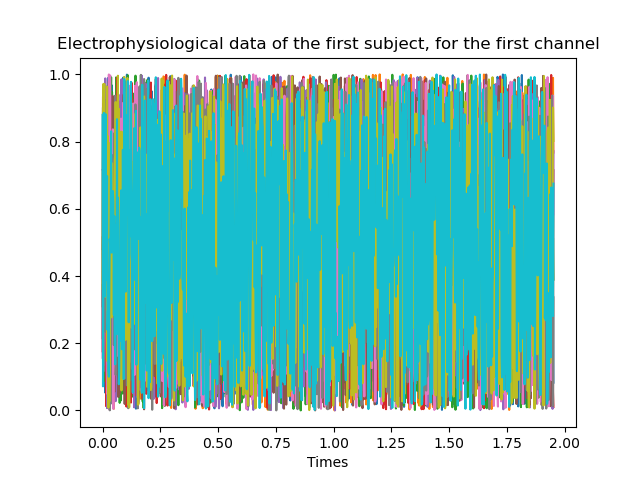 Electrophysiological data of the first subject, for the first channel
1.0
0.8
0.6
0.4
0.2
0.0
0.00 0.25 0.50 0.75 1.00 1.25 1.50 1.75 2.00
Times